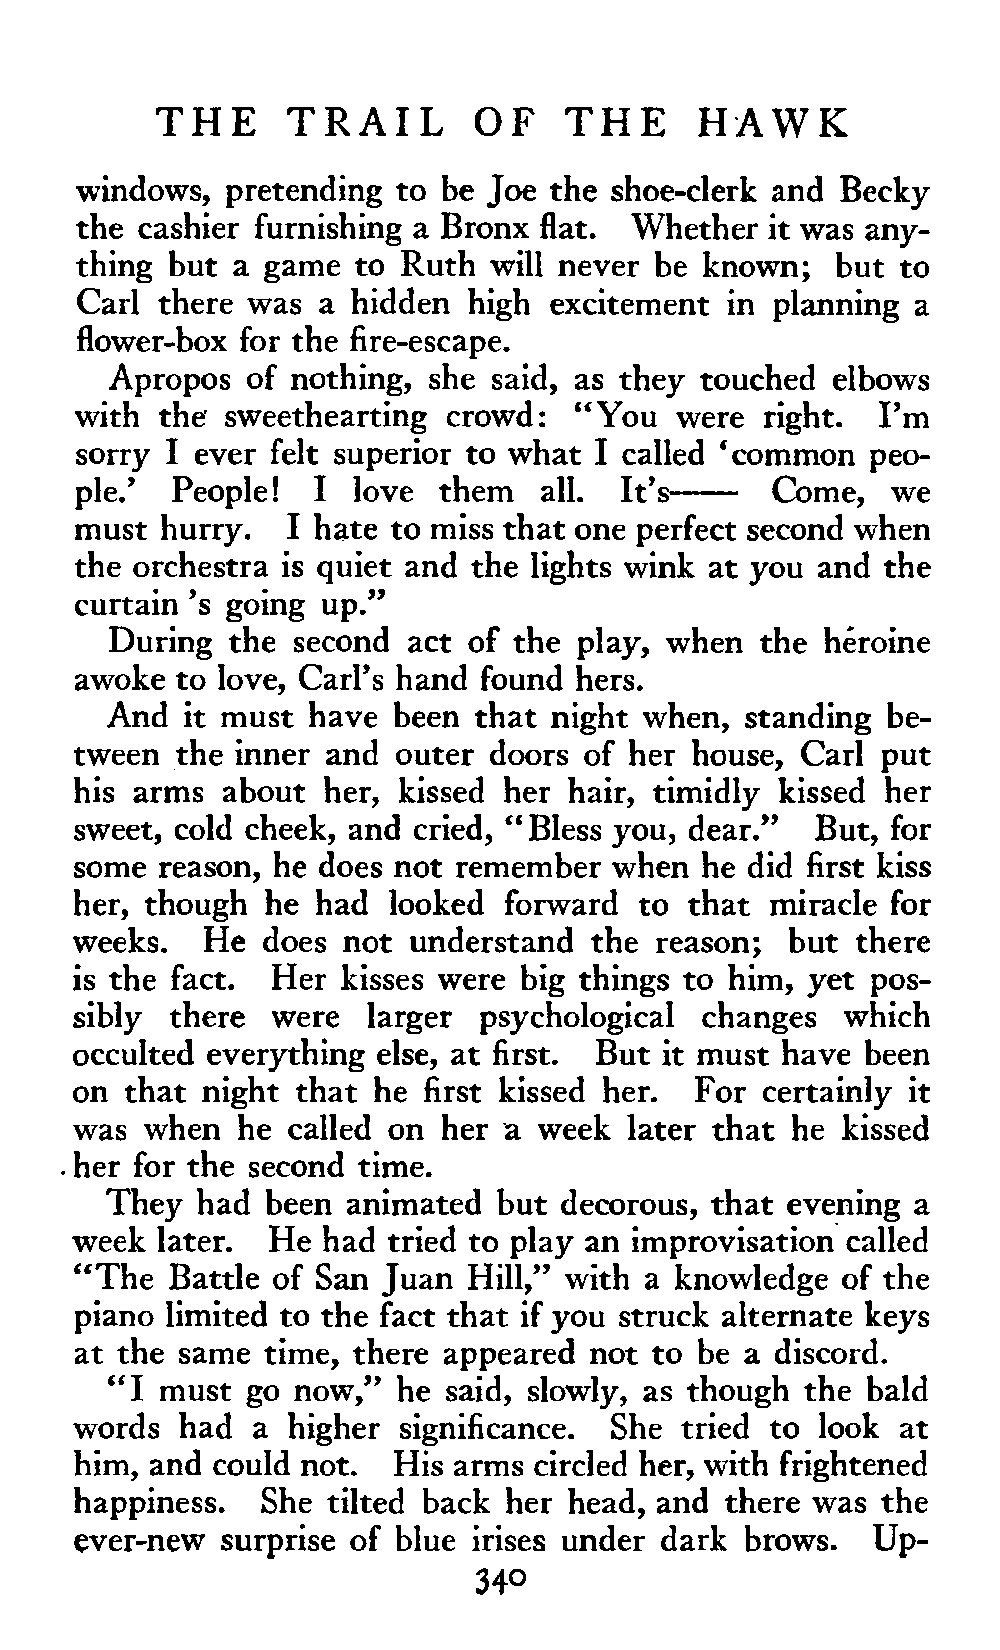 THE TRAIL OF THE HAWK
windows, pretending to be Joe the shoe-clerk and Becky
the cashier furnishing a Bronx flat. Whether it was any-
thing but a game to Ruth will never be known; but to
Carl there was a hidden high excitement in planning a
flower-box for the fire-escape.
Apropos of nothing, she said, as they touched elbows
with the sweethearting crowd: "You were right. I'm
sorry I ever felt superior to what I called 'common peo-
ple.' People! I love them all. It's—— Come, we
must hurry. I hate to miss that one perfect second when
the orchestra is quiet and the lights wink at you and the
curtain 's going up."
During the second act of the play, when the heroine
awoke to love, Carl's hand found hers.
And it must have been that night when, standing be-
tween the inner and outer doors of her house, Carl put
his arms about her, kissed her hair, timidly kissed her
sweet, cold cheek, and cried, "Bless you, dear." But, for
some reason, he does not remember when he did first kiss
her, though he had looked forward to that miracle for
weeks. He does not understand the reason; but there
is the fact. Her kisses were big things to him, yet pos-
sibly there were larger psychological changes which
occulted everything else, at first. But it must have been
on that night that he first kissed her. For certainly it
was when he called on her a week later that he kissed
her for the second time.
They had been animated but decorous, that evening a
week later. He had tried to play an improvisation called
"The Battle of San Juan Hill," with a knowledge of the
piano limited to the fact that if you struck alternate keys
at the same time, there appeared not to be a discord.
"I must go now," he said, slowly, as though the bald
words had a higher significance. She tried to look at
him, and could not. His arms circled her, with frightened
happiness. She tilted back her head, and there was the
ever-new surprise of blue irises under dark brows. Up-
340